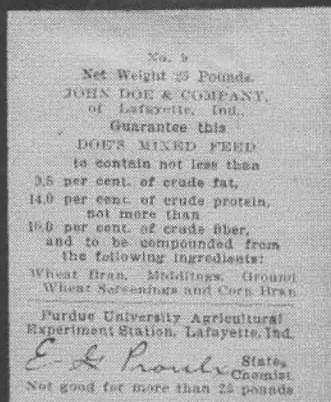 No. 9
Net Weight 25 Pounds.
JOHN DOE & COMPANY,
of Lafayette, Ind.,
Guarantee this
DOE'S MIXED FEED
to contain not less than
3.5 per cent. of crude fat,
14.0 per cent. of crude protein,
not more than
10.0 per cent. of crude fiber,
and to be compounded from
the following ingredients:
Wheat Bran, Middlings, Ground
Wheat Screenings and Corn Bran
Purdue University Agricultural
Experiment Station, Lafayette, Ind.
E J Proulx State
Chemist
Not good for more than 25 pounds